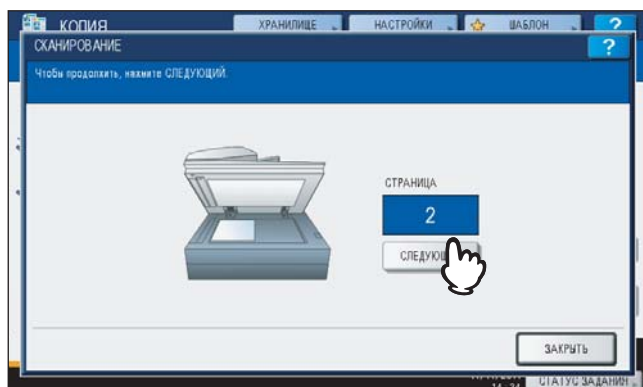 КОПИЯ
ХРАНИЛИЩЕ
НАСТРОЙКИ
ШАБЛОН
?
СКАНИРОВАНИЕ
?
Чтобы продолжить, нажмите СЛЕДУЮЩИЙ.
СТРАНИЦА
2
ЗАКРЫТЬ
СТАТУС ЗАДАНИЯ